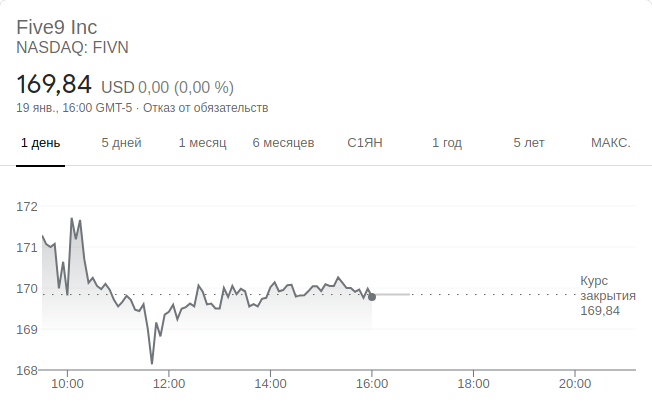 Five9 Inc
NASDAQ: FIVN
169,84 USD 0,00 (0,00 %)
19 янв., 16:00 GMT-5 · Отказ от обязательств
1 день 5 дней 1 месяц 6 месяцев С1ЯН 1 год 5 лет МАКС.
172
171
170
169
168
Курс
закрытия
169,84
10:00 12:00 14:00 16:00 18:00 20:00